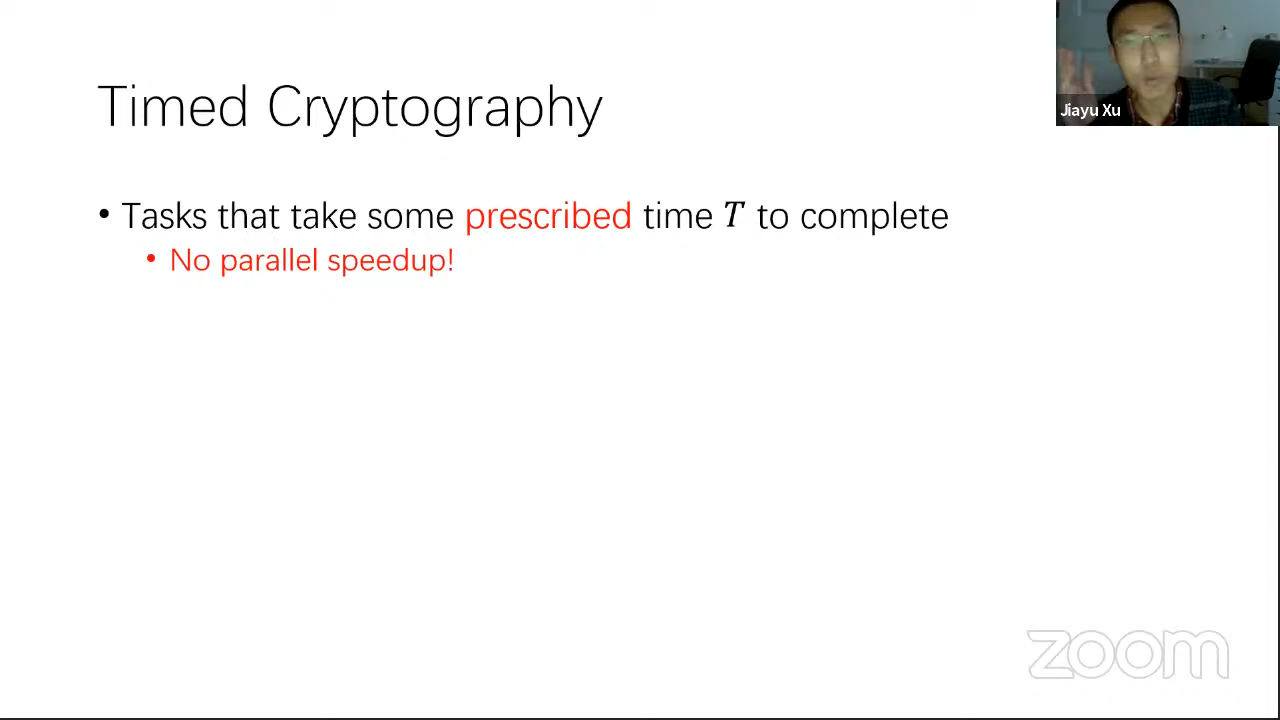 Jiayu Xu
Timed Cryptography
• Tasks that take some prescribed time T to complete
• No parallel speedup!
zoom